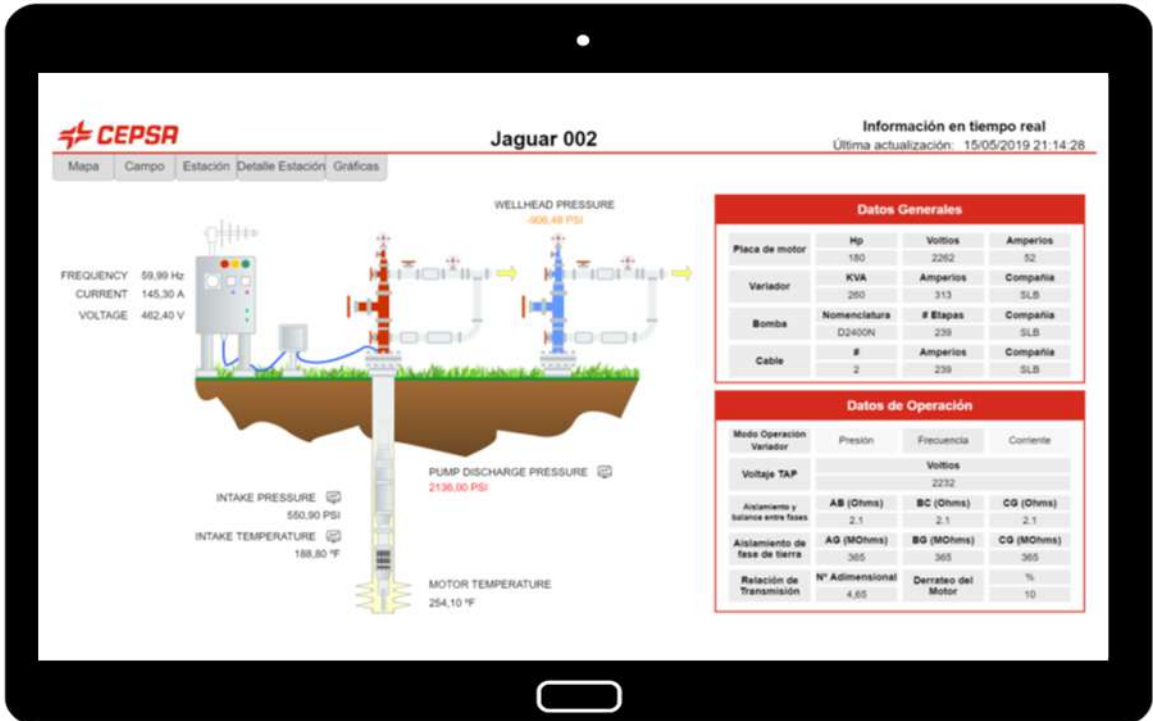 CEPSA
Jaguar 002
Información en tiempo real
Última actualización: 15/05/2019 21:14:28
Mapa Campo Estación Detalle Estación Gráficas
WELLHEAD PRESSURE
-906,48 PSI
FREQUENCY 59,99 Hz
CURRENT 145,30 A
VOLTAGE 462,40 V
PUMP DISCHARGE PRESSURE
2136,00 PSI
INTAKE PRESSURE
550,90 PSI
INTAKE TEMPERATURE
188,80 ºF
MOTOR TEMPERATURE
254,10 ºF
Datos Generales
Placa de motor Hp Voltios Amperios
180 2262 52
Variador KVA Amperios Compañia
260 313 SLB
Bomba Nomenclatura # Etapas Compañia
D2400N 239 SLB
Cable # Amperios Compañia
2 239 SLB
Datos de Operación
Modo Operación Variador Presión Frecuencia Corriente
Voltaje TAP Voltios
2232
Aislamiento y balance entre fases AB (Ohms) BC (Ohms) CG (Ohms)
2.1 2.1 2.1
Aislamiento de fase de tierra AG (MOhms) BG (MOhms) CG (MOhms)
365 365 365
Relación de Transmisión Nº Adimensional Derrateo del Motor %
4,65 10